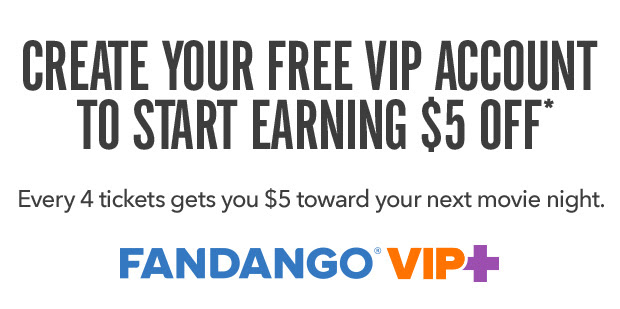 CREATE YOUR FREE VIP ACCOUNT
TO START EARNING $5 OFF*
Every 4 tickets gets you $5 toward your next movie night.
FANDANGO® VIP+